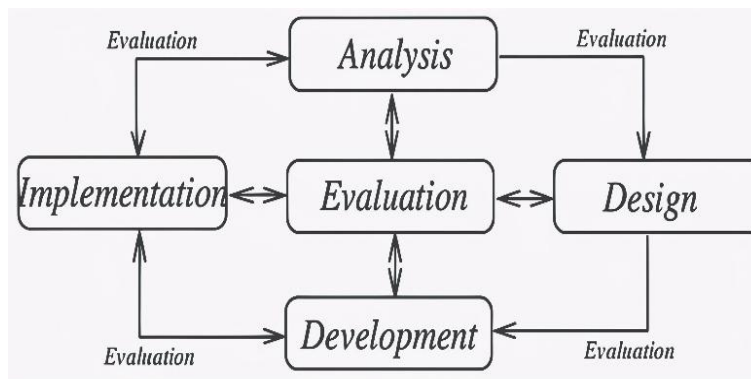 Evaluation
Analysis
Evaluation
Implementation
Evaluation
Design
Evaluation
Development
Evaluation